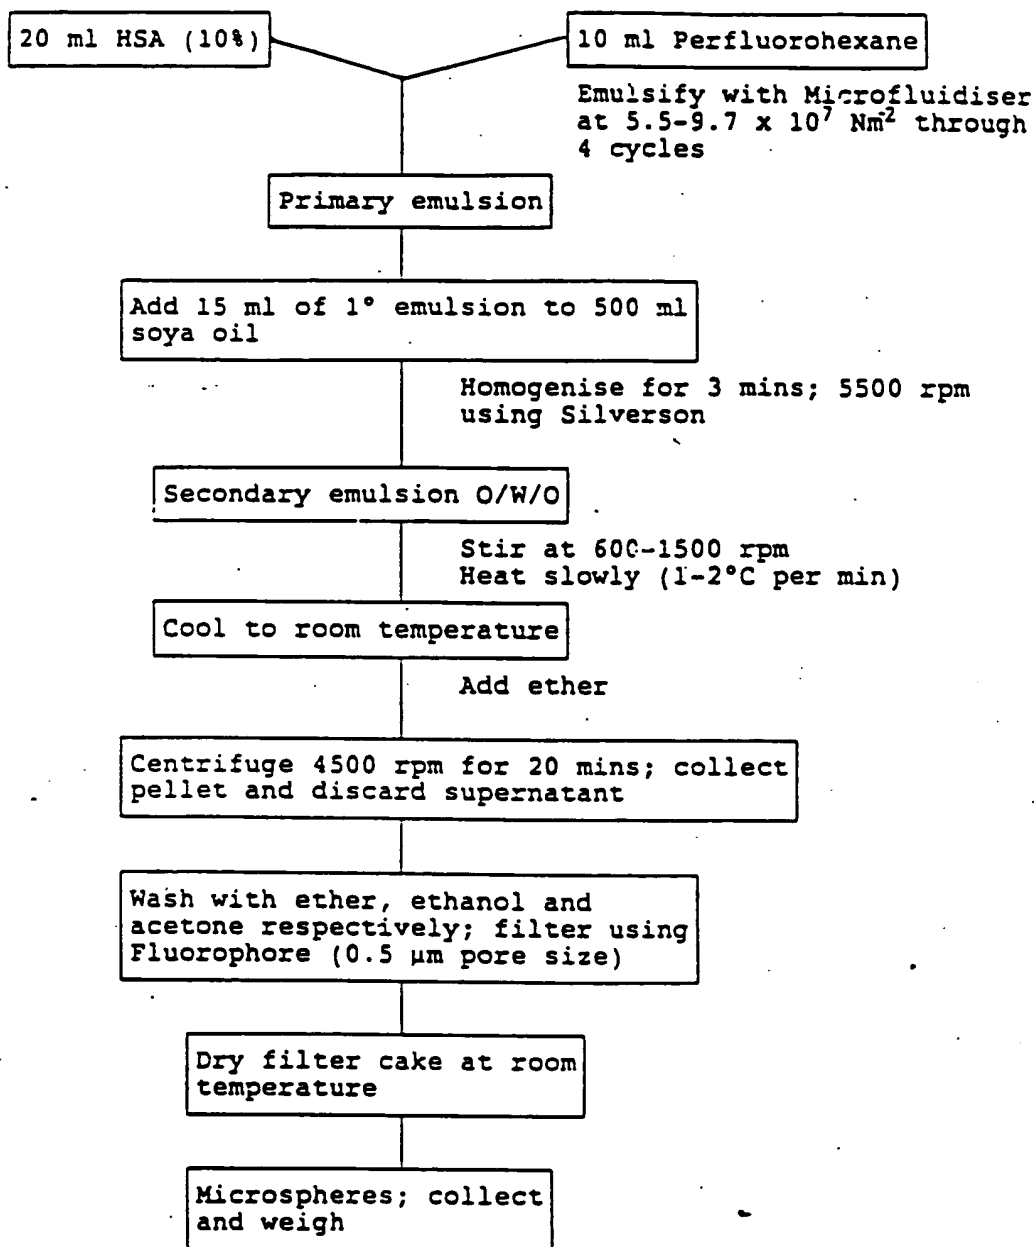 20 ml HSA (10%)
10 ml Perfluorohexane
Emulsify with Microfluidiser
at 5.5-9.7 x 10⁷ Nm² through
4 cycles
Primary emulsion
Add 15 ml of 1° emulsion to 500 ml
soya oil
Homogenise for 3 mins; 5500 rpm
using Silverson
Secondary emulsion O/W/O
Stir at 600-1500 rpm
Heat slowly (1-2°C per min)
Cool to room temperature
Add ether
Centrifuge 4500 rpm for 20 mins; collect
pellet and discard supernatant
Wash with ether, ethanol and
acetone respectively; filter using
Fluorophore (0.5 µm pore size)
Dry filter cake at room
temperature
Microspheres; collect
and weigh